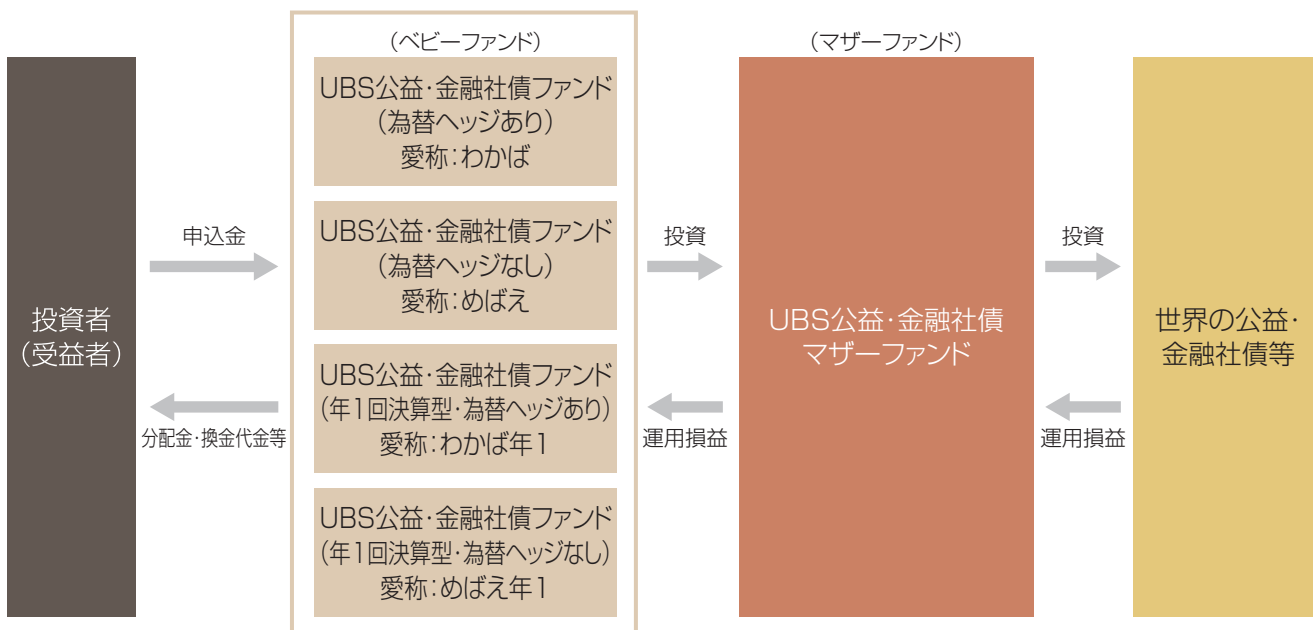 (ベビーファンド)
(マザーファンド)
投資者
(受益者)
申込金
分配金・換金代金等
UBS公益・金融社債ファンド
(為替ヘッジあり)
愛称:わかば
UBS公益・金融社債ファンド
(為替ヘッジなし)
愛称:めばえ
UBS公益・金融社債ファンド
(年1回決算型・為替ヘッジあり)
愛称:わかば年1
UBS公益・金融社債ファンド
(年1回決算型・為替ヘッジなし)
愛称:めばえ年1
投資
運用損益
UBS公益・金融社債
マザーファンド
投資
運用損益
世界の公益・
金融社債等